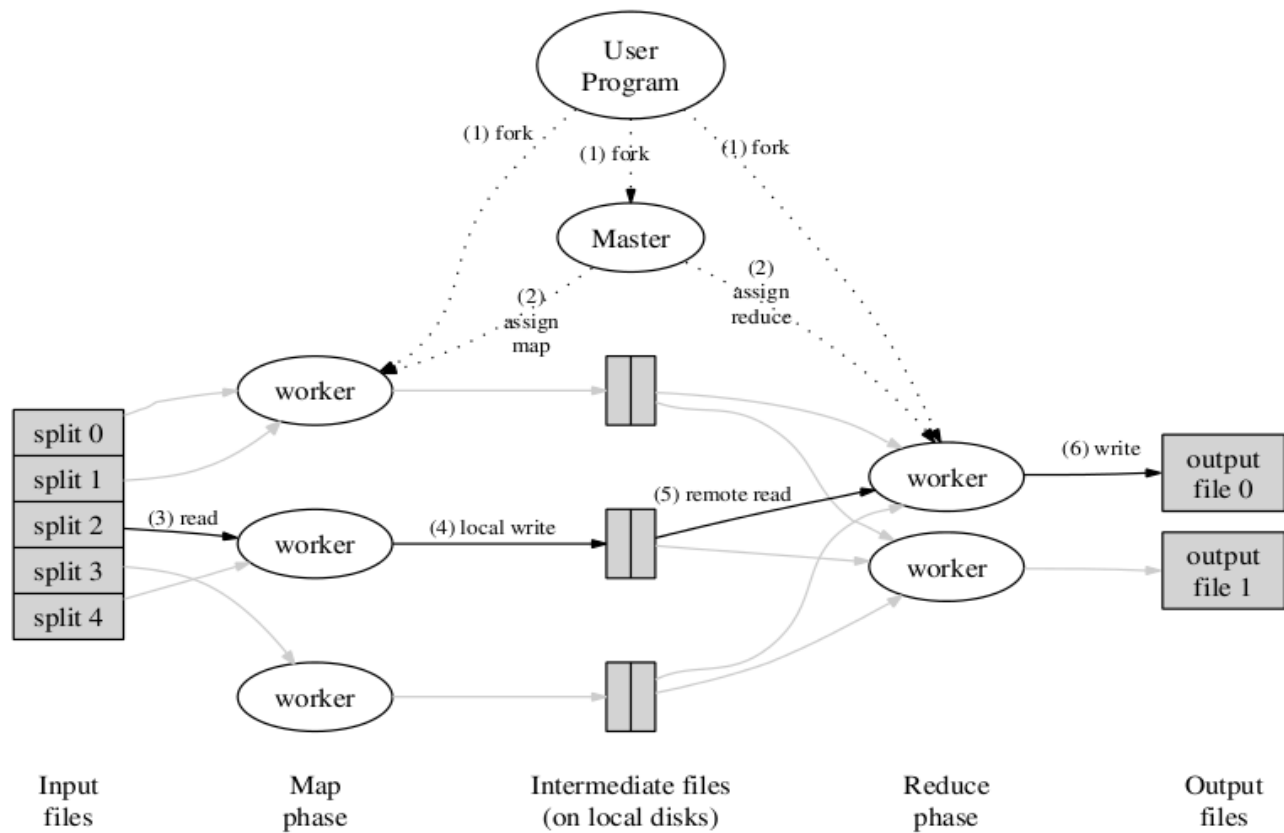 User
Program
(1) fork
(1) fork
(1) fork
Master
(2)
assign
map
(2)
assign
reduce
worker
split 0
split 1
split 2
split 3
split 4
(3) read
worker
(4) local write
worker
(5) remote read
worker
(6) write
output
file 0
worker
output
file 1
Input
files
Map
phase
Intermediate files
(on local disks)
Reduce
phase
Output
files